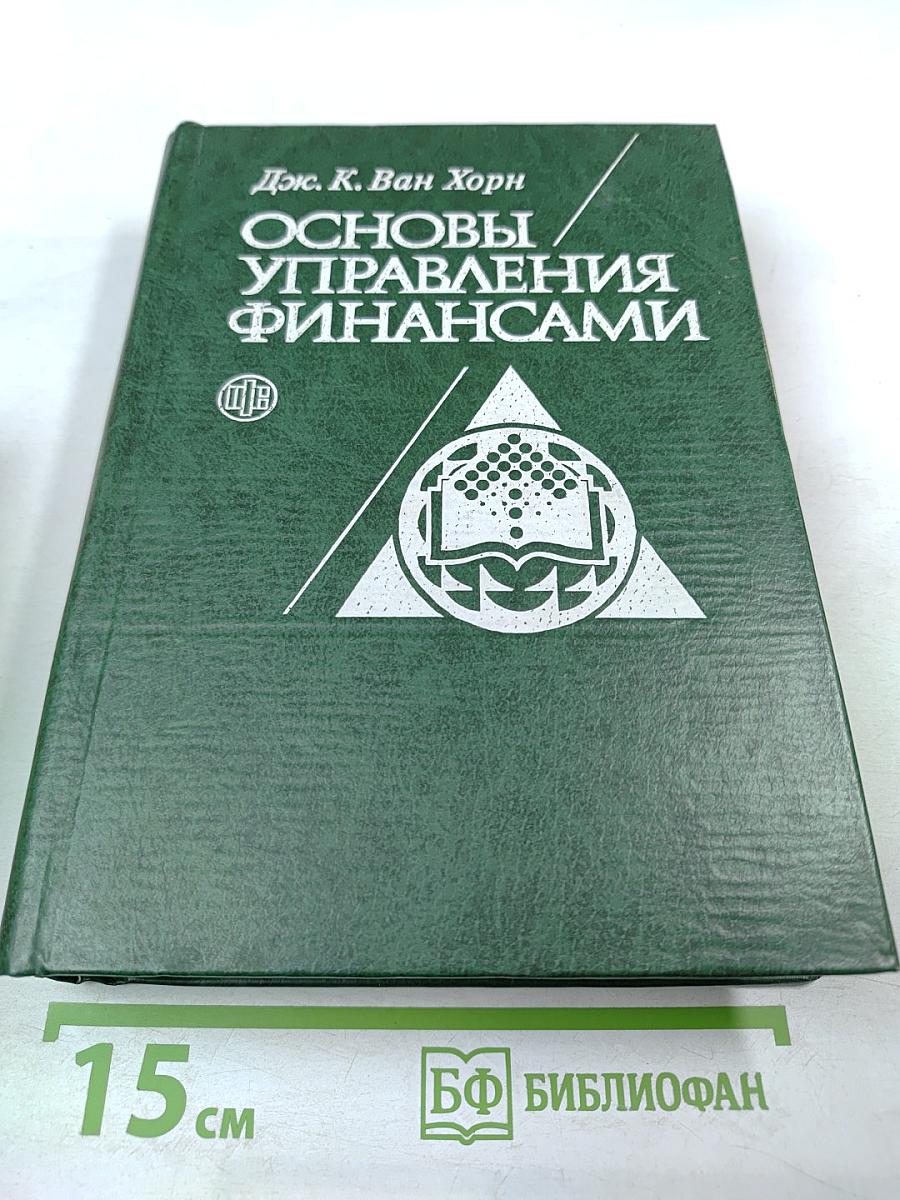 Дж. К. Ван Хорн
ОСНОВЫ
УПРАВЛЕНИЯ
ФИНАНСАМИ
15 см
БФ БИБЛИОФАН